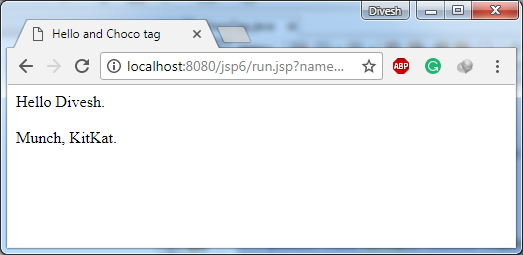 Divesh
Hello and Choco tag
localhost:8080/jsp6/run.jsp?name...
ABP
Hello Divesh.
Munch, KitKat.